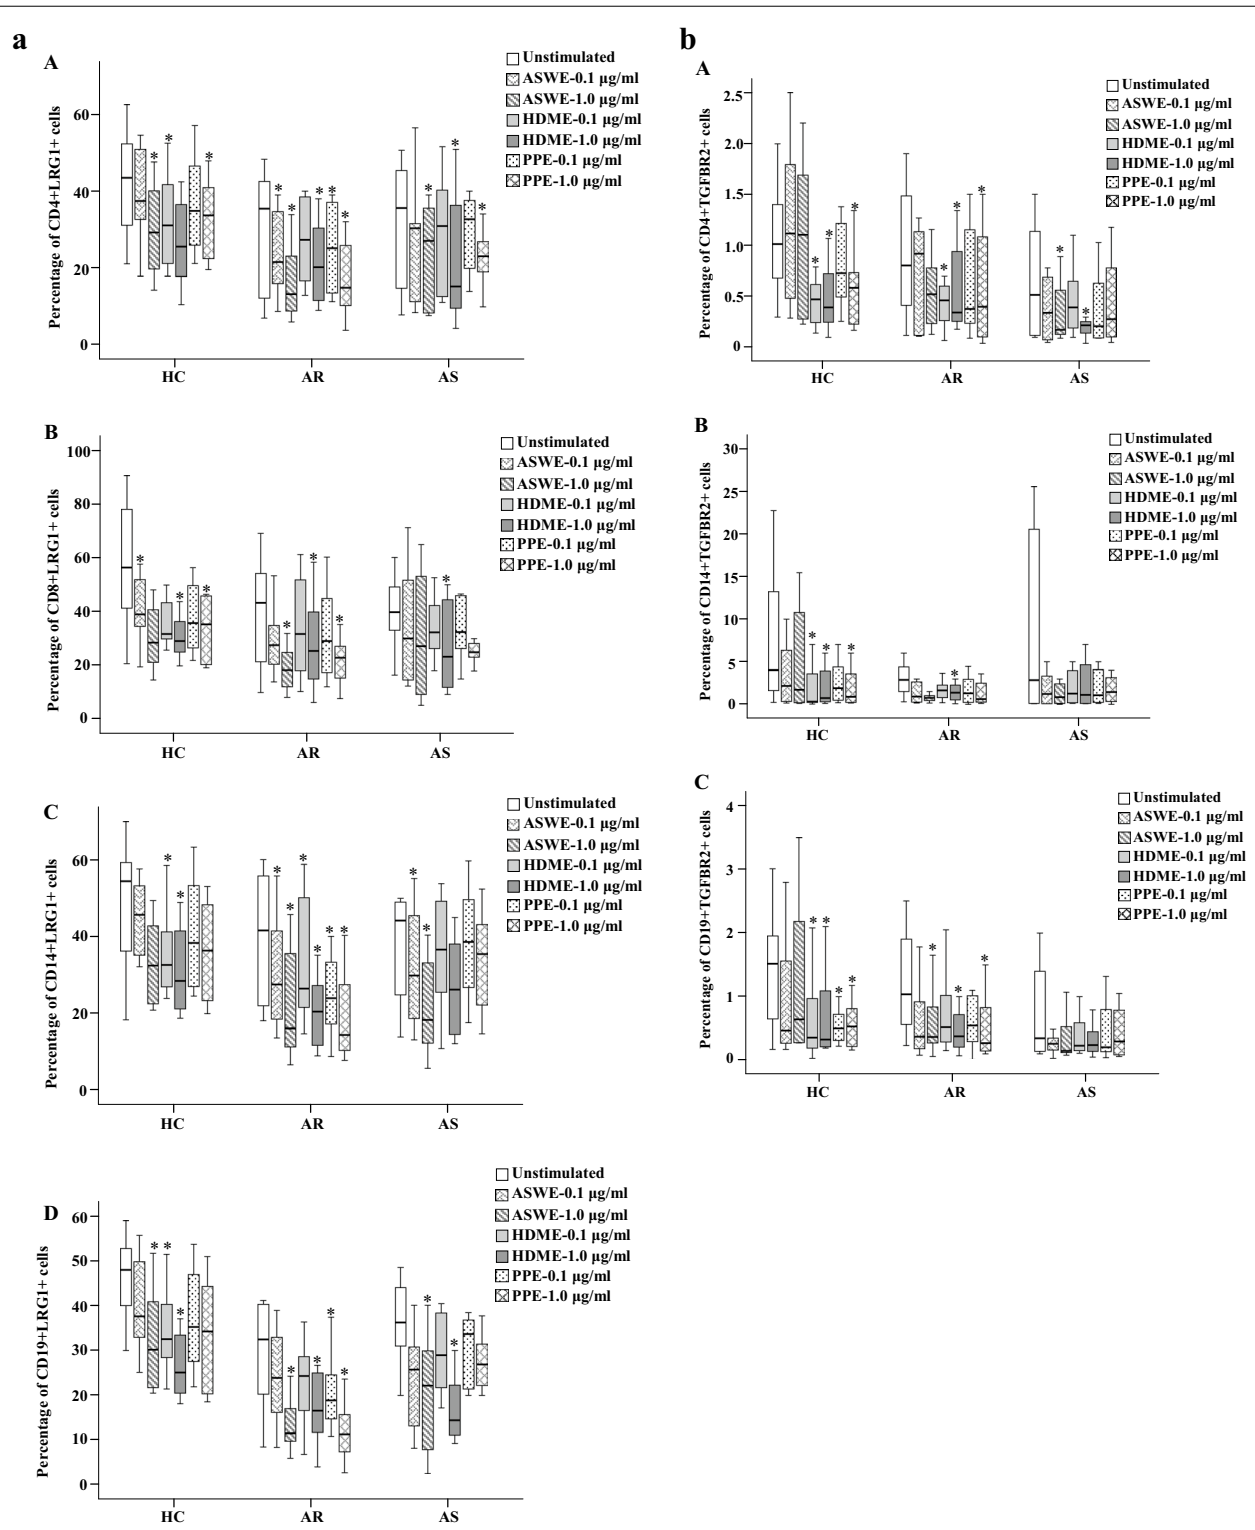 a
A
Unstimulated
ASWE-0.1 µg/ml
ASWE-1.0 µg/ml
HDME-0.1 µg/ml
HDME-1.0 µg/ml
PPE-0.1 µg/ml
PPE-1.0 µg/ml
Percentage of CD4+LRG1+ cells
60
40
20
0
* * * * * * * * * * *
HC AR AS
B
Unstimulated
ASWE-0.1 µg/ml
ASWE-1.0 µg/ml
HDME-0.1 µg/ml
HDME-1.0 µg/ml
PPE-0.1 µg/ml
PPE-1.0 µg/ml
Percentage of CD8+LRG1+ cells
100
80
60
40
20
0
* * * * * * *
HC AR AS
C
Unstimulated
ASWE-0.1 µg/ml
ASWE-1.0 µg/ml
HDME-0.1 µg/ml
HDME-1.0 µg/ml
PPE-0.1 µg/ml
PPE-1.0 µg/ml
Percentage of CD14+LRG1+ cells
60
40
20
0
* * * * * * * * * *
HC AR AS
D
Unstimulated
ASWE-0.1 µg/ml
ASWE-1.0 µg/ml
HDME-0.1 µg/ml
HDME-1.0 µg/ml
PPE-0.1 µg/ml
PPE-1.0 µg/ml
Percentage of CD19+LRG1+ cells
60
50
40
30
20
10
0
* * * * * * * * *
HC AR AS
b
A
Unstimulated
ASWE-0.1 µg/ml
ASWE-1.0 µg/ml
HDME-0.1 µg/ml
HDME-1.0 µg/ml
PPE-0.1 µg/ml
PPE-1.0 µg/ml
Percentage of CD4+TGFBR2+ cells
2.5
2.0
1.5
1.0
0.5
0
* * * * * * * *
HC AR AS
B
Unstimulated
ASWE-0.1 µg/ml
ASWE-1.0 µg/ml
HDME-0.1 µg/ml
HDME-1.0 µg/ml
PPE-0.1 µg/ml
PPE-1.0 µg/ml
Percentage of CD14+TGFBR2+ cells
30
25
20
15
10
5
0
* * * *
HC AR AS
C
Unstimulated
ASWE-0.1 µg/ml
ASWE-1.0 µg/ml
HDME-0.1 µg/ml
HDME-1.0 µg/ml
PPE-0.1 µg/ml
PPE-1.0 µg/ml
Percentage of CD19+TGFBR2+ cells
4
3
2
1
0
* * * * * * *
HC AR AS